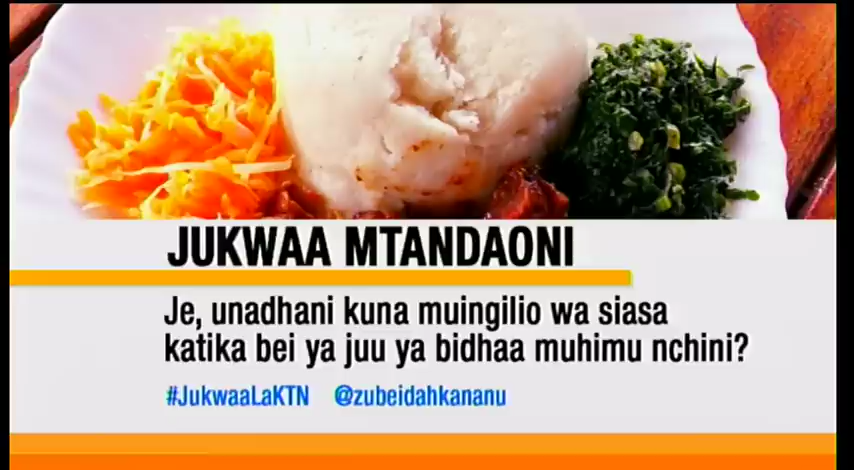 JUKWAA MTANDAONI
Je, unadhani kuna muingilio wa siasa
katika bei ya juu ya bidhaa muhimu nchini?
#JukwaaLaKTN @zubeidahkananu